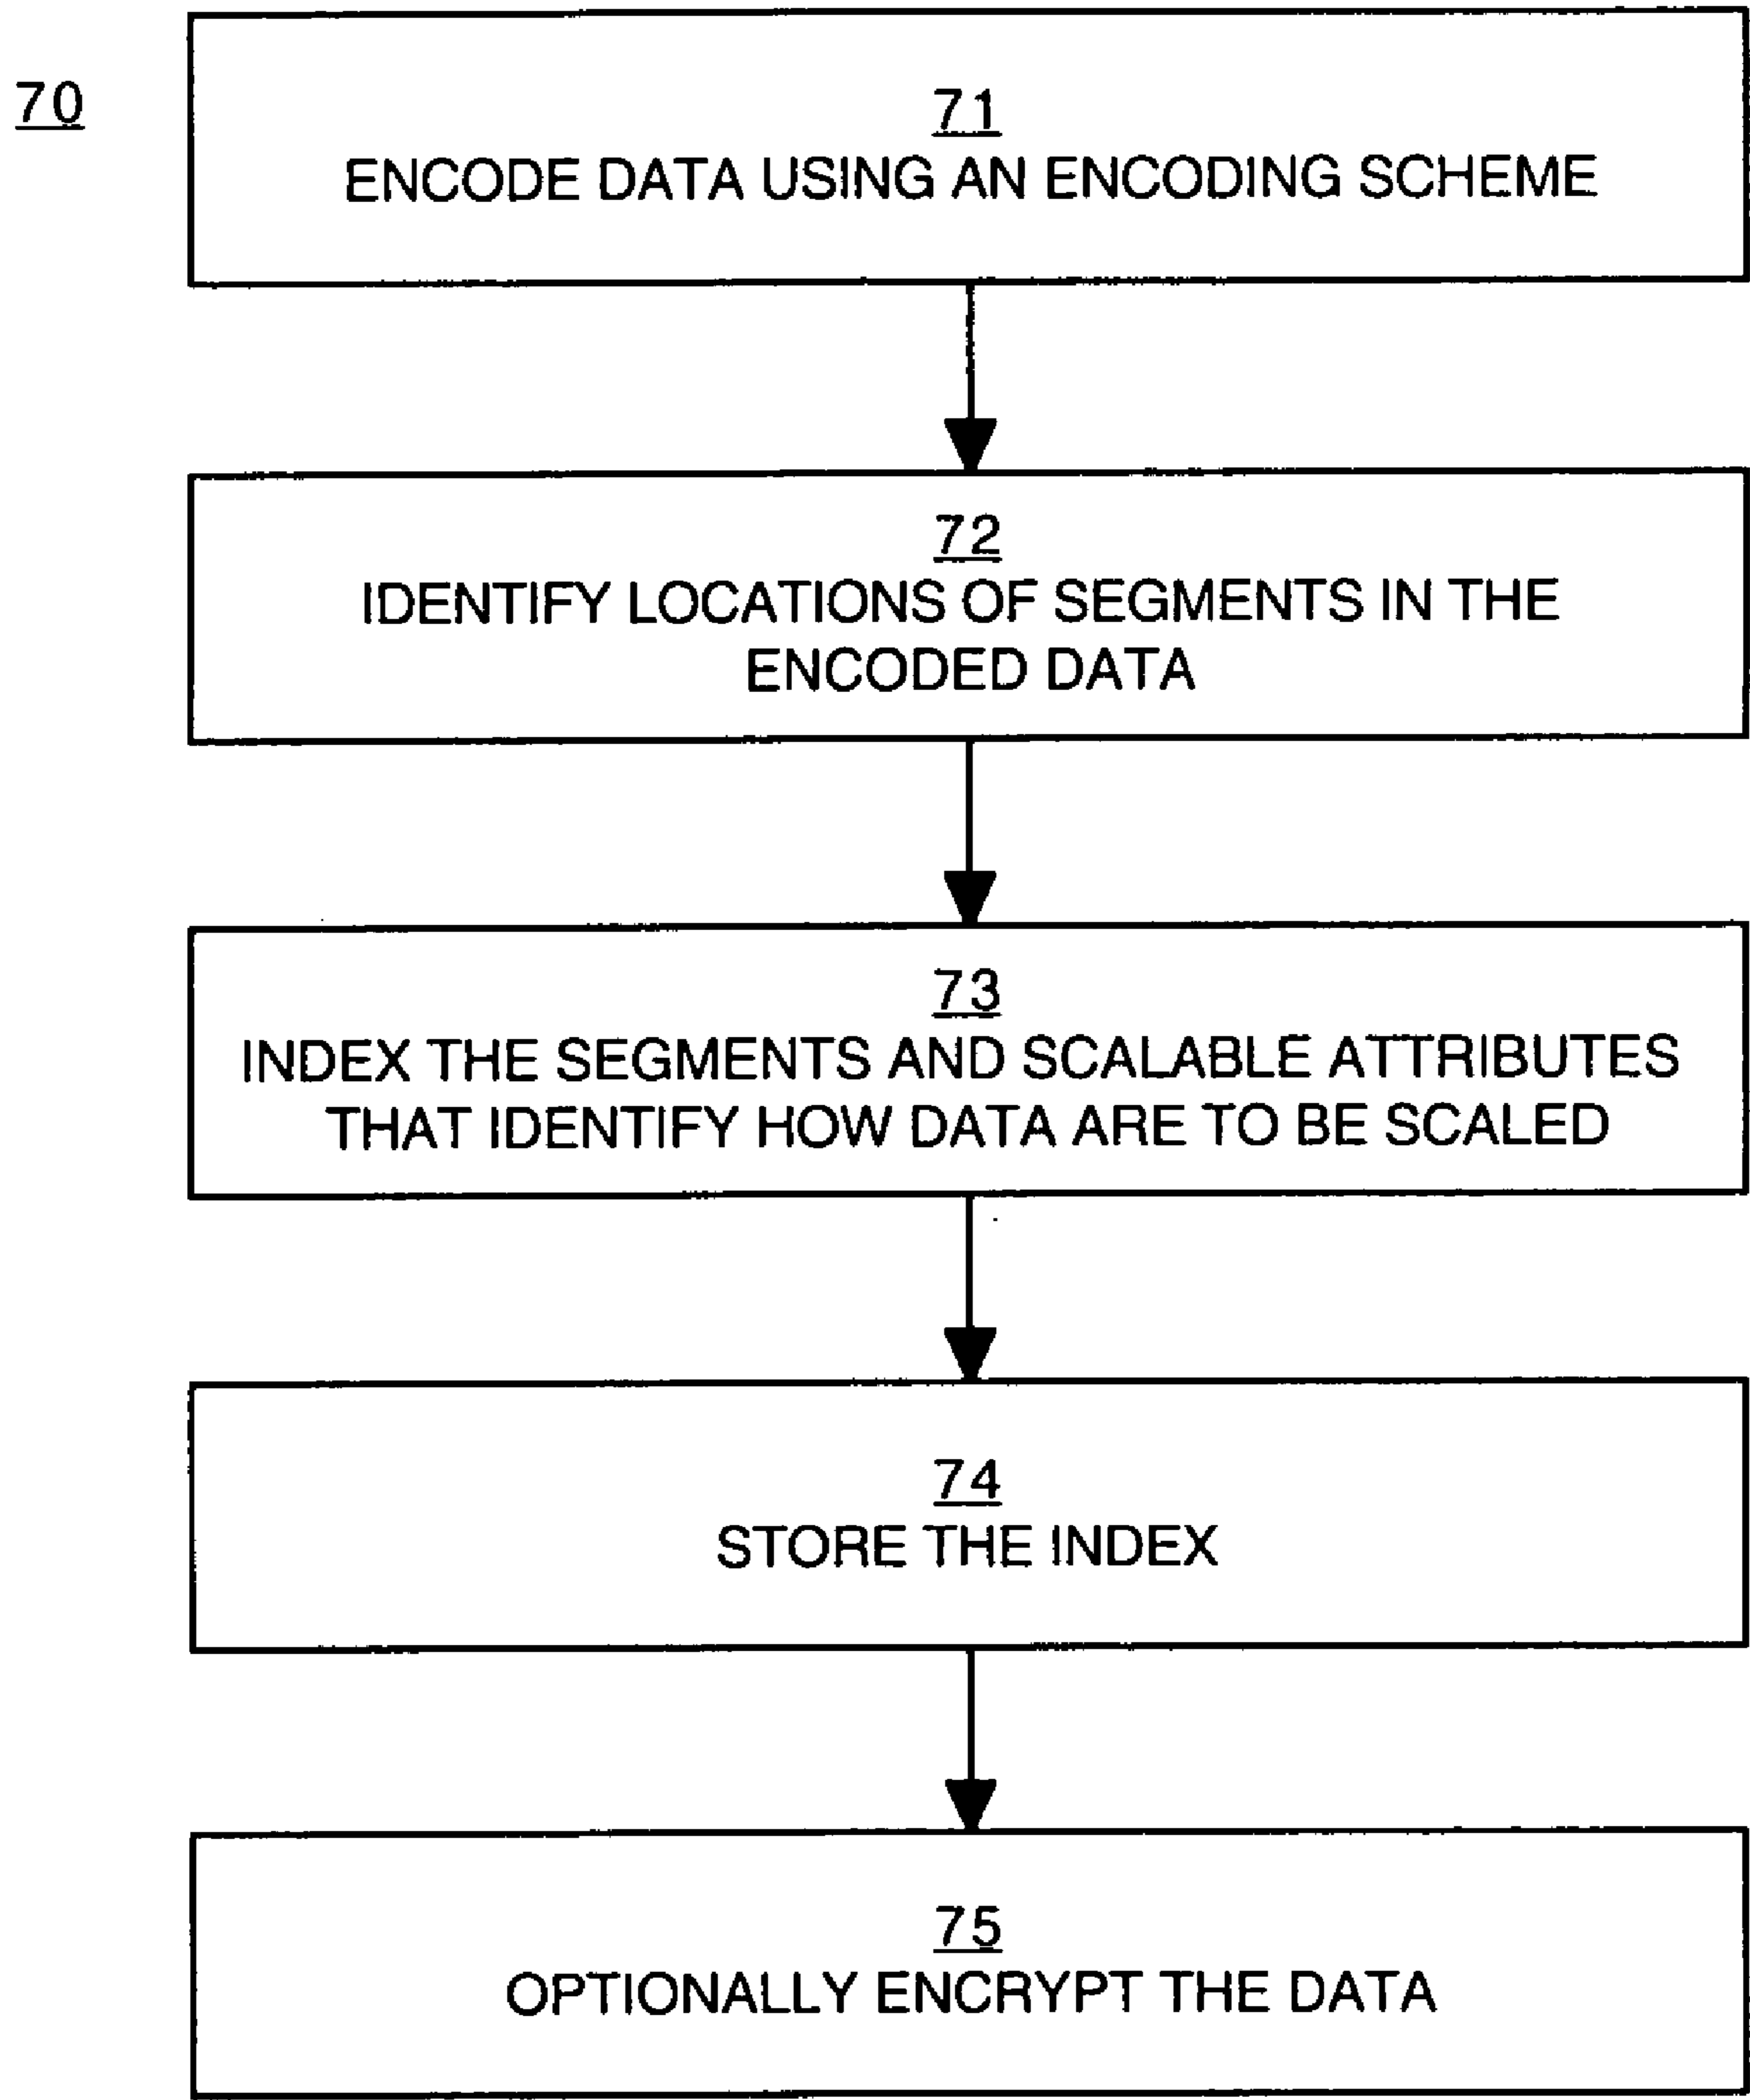 70
71
ENCODE DATA USING AN ENCODING SCHEME
72
IDENTIFY LOCATIONS OF SEGMENTS IN THE
ENCODED DATA
73
INDEX THE SEGMENTS AND SCALABLE ATTRIBUTES
THAT IDENTIFY HOW DATA ARE TO BE SCALED
74
STORE THE INDEX
75
OPTIONALLY ENCRYPT THE DATA